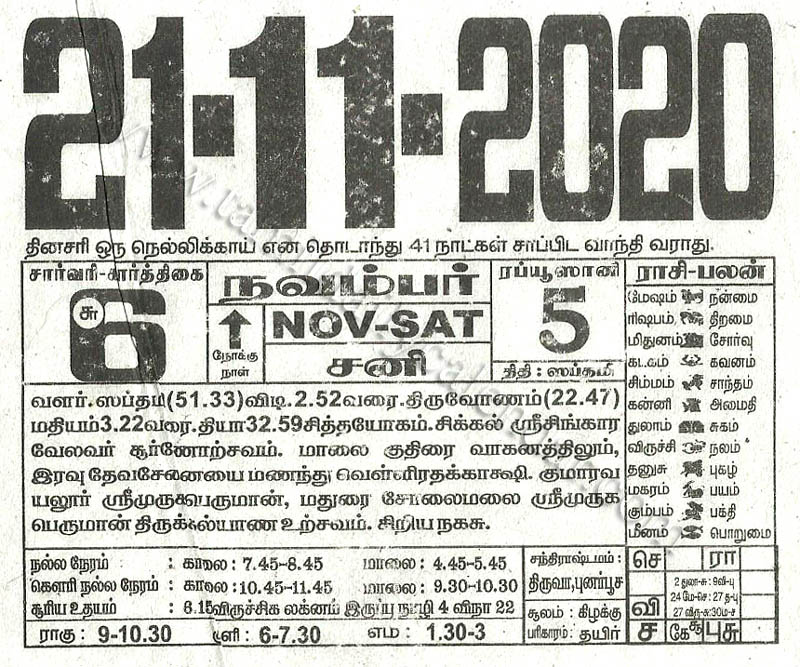 21-11-2020
தினசரி ஒரு நெல்லிக்காய் என தொடர்ந்து 41 நாட்கள் சாப்பிட வாந்தி வராது.
சார்வரி-கார்த்திகை
6
நோக்கு
நாள்
நவம்பர்
NOV-SAT
சனி
ரப்யூஸானி
5
திதி : ஸப்தமி
ராசி-பலன்
மேஷம் நன்மை
ரிஷபம் திறமை
மிதுனம் சோர்வு
கடகம் கவனம்
சிம்மம் சாந்தம்
கன்னி அமைதி
துலாம் சுகம்
விருச்சி நலம்
தனுசு புகழ்
மகரம் பயம்
கும்பம் பக்தி
மீனம் பொறுமை
வளர்.ஸப்தமி(51.33)விடி.2.52வரை.திருவோணம்(22.47)
மதியம்3.22வரை.தியா32.59சித்தயோகம்.சிக்கல் ஸ்ரீசிங்கார
வேலவர் சூர்ணோற்சவம். மாலை குதிரை வாகனத்திலும்,
இரவு தேவசேனையை மணந்து வெள்ளிரதக்காக்ஷி. குமாரவ
யலூர் ஸ்ரீமுருகபெருமான், மதுரை சோலைமலை ஸ்ரீமுருக
பெருமான் திருக்கல்யாண உற்சவம். சிறிய நகசு.
நல்ல நேரம் : காலை: 7.45-8.45 மாலை: 4.45-5.45
கௌரி நல்ல நேரம் : காலை: 10.45-11.45 மாலை: 9.30-10.30
சூரிய உதயம் : 6.15விருச்சிக லக்னம் இருப்பு நாழி 4 விநா 22
ராகு: 9-10.30 குளி: 6-7.30 எம: 1.30-3
சந்திராஷ்டமம்:
திருவா,புனர்பூச
சூலம்: கிழக்கு
பரிகாரம்: தயிர்
செ ரா
2 துலா-சு:9வி-பு
24 மே-செ:27 த-பு
27 விரு-சு:30ம-ச
வி
ச கே சூ பு சு